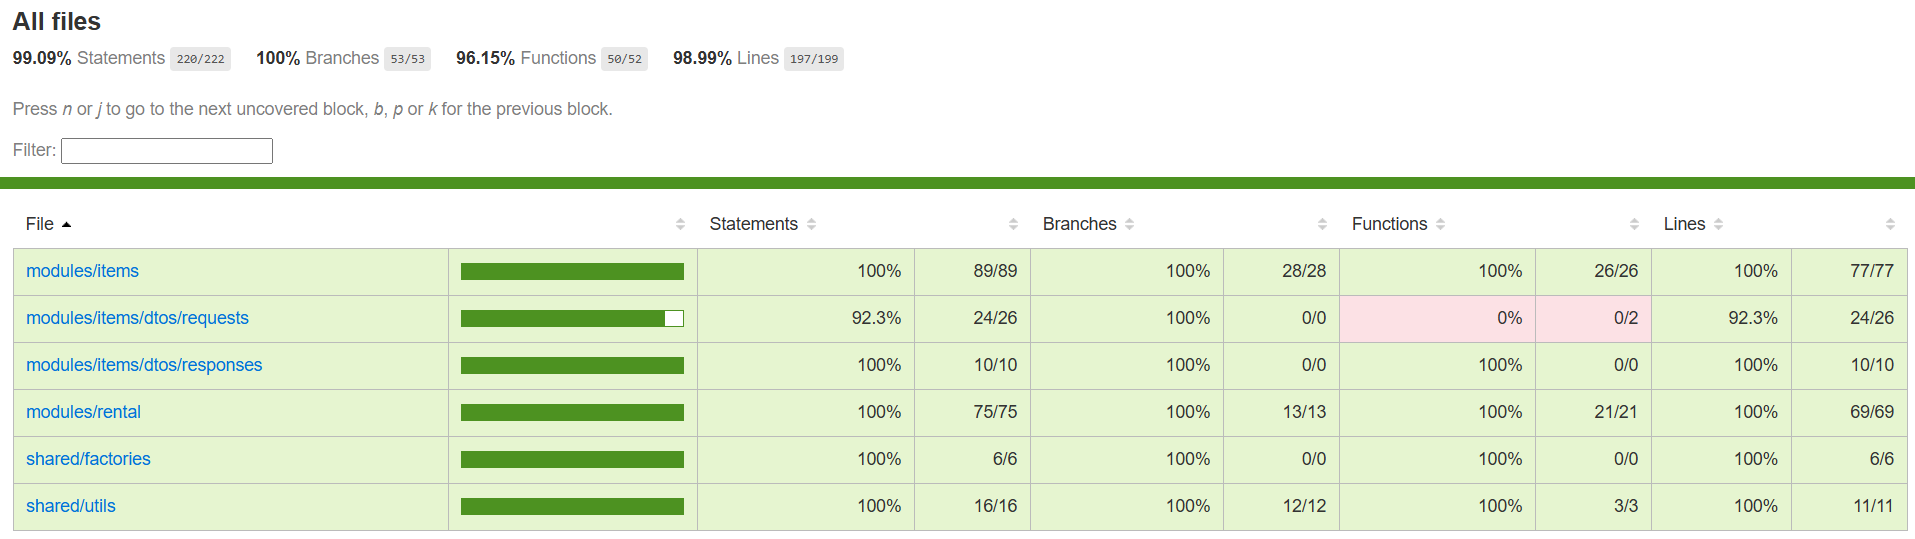 All files
99.09% Statements 220/222 100% Branches 53/53 96.15% Functions 50/52 98.99% Lines 197/199
Press n or j to go to the next uncovered block, b, p or k for the previous block.
Filter:
File Statements Branches Functions Lines
modules/items 100% 89/89 100% 28/28 100% 26/26 100% 77/77
modules/items/dtos/requests 92.3% 24/26 100% 0/0 0% 0/2 92.3% 24/26
modules/items/dtos/responses 100% 10/10 100% 0/0 100% 0/0 100% 10/10
modules/rental 100% 75/75 100% 13/13 100% 21/21 100% 69/69
shared/factories 100% 6/6 100% 0/0 100% 0/0 100% 6/6
shared/utils 100% 16/16 100% 12/12 100% 3/3 100% 11/11